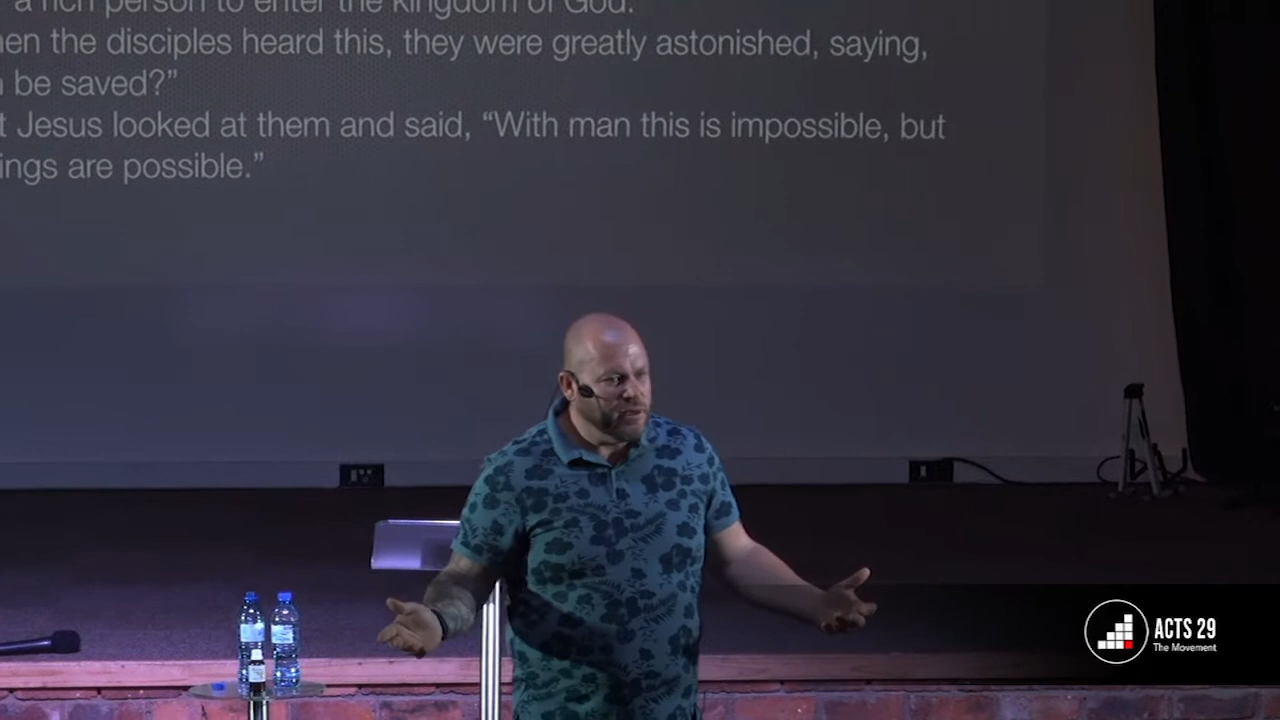 a rich person to enter the kingdom of God.
hen the disciples heard this, they were greatly astonished, saying,
be saved?”
t Jesus looked at them and said, “With man this is impossible, but
ings are possible.”
ACTS 29
The Movement